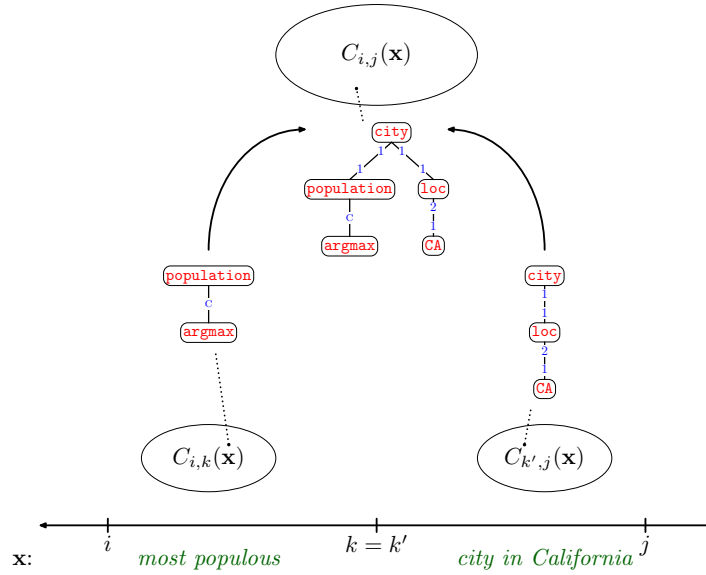 C_{i,j}(x)
city
1 1
1 1
population loc
c 2
1
argmax CA
population city
1
c 1
argmax loc
2
1
CA
C_{i,k}(x) C_{k',j}(x)
i k = k' j
x: most populous city in California